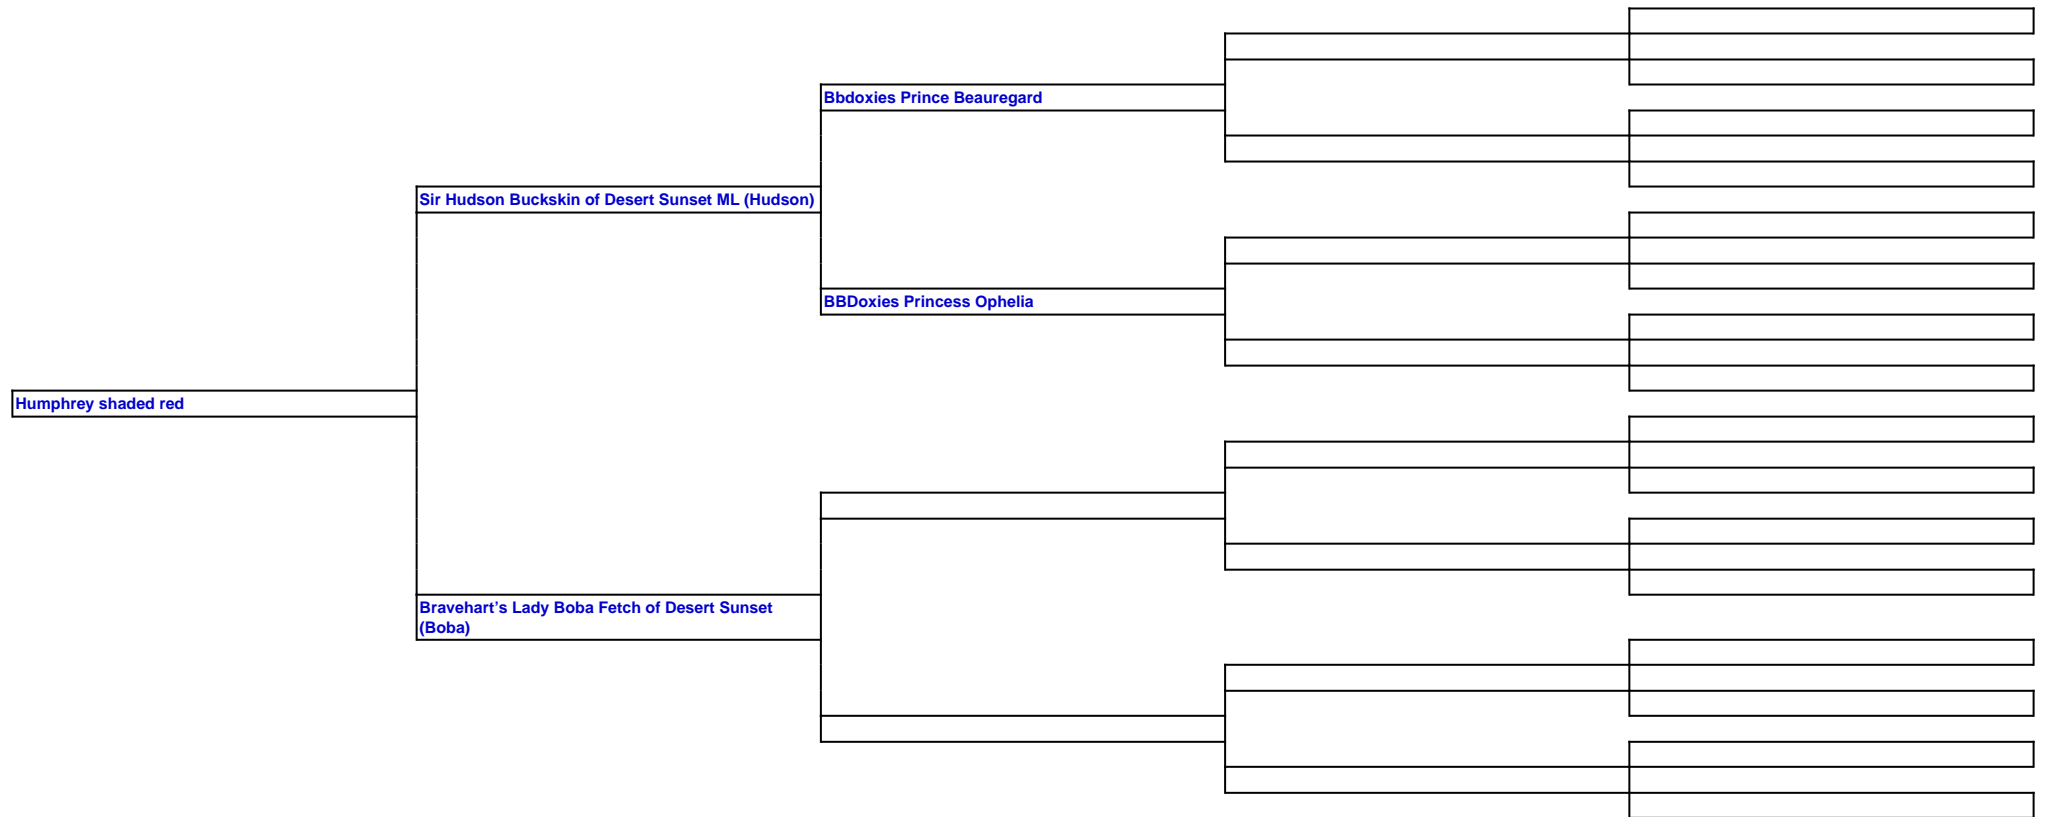 Bbdoxies Prince Beauregard
Sir Hudson Buckskin of Desert Sunset ML (Hudson)
BBDoxies Princess Ophelia
Humphrey shaded red
Bravehart’s Lady Boba Fetch of Desert Sunset
(Boba)